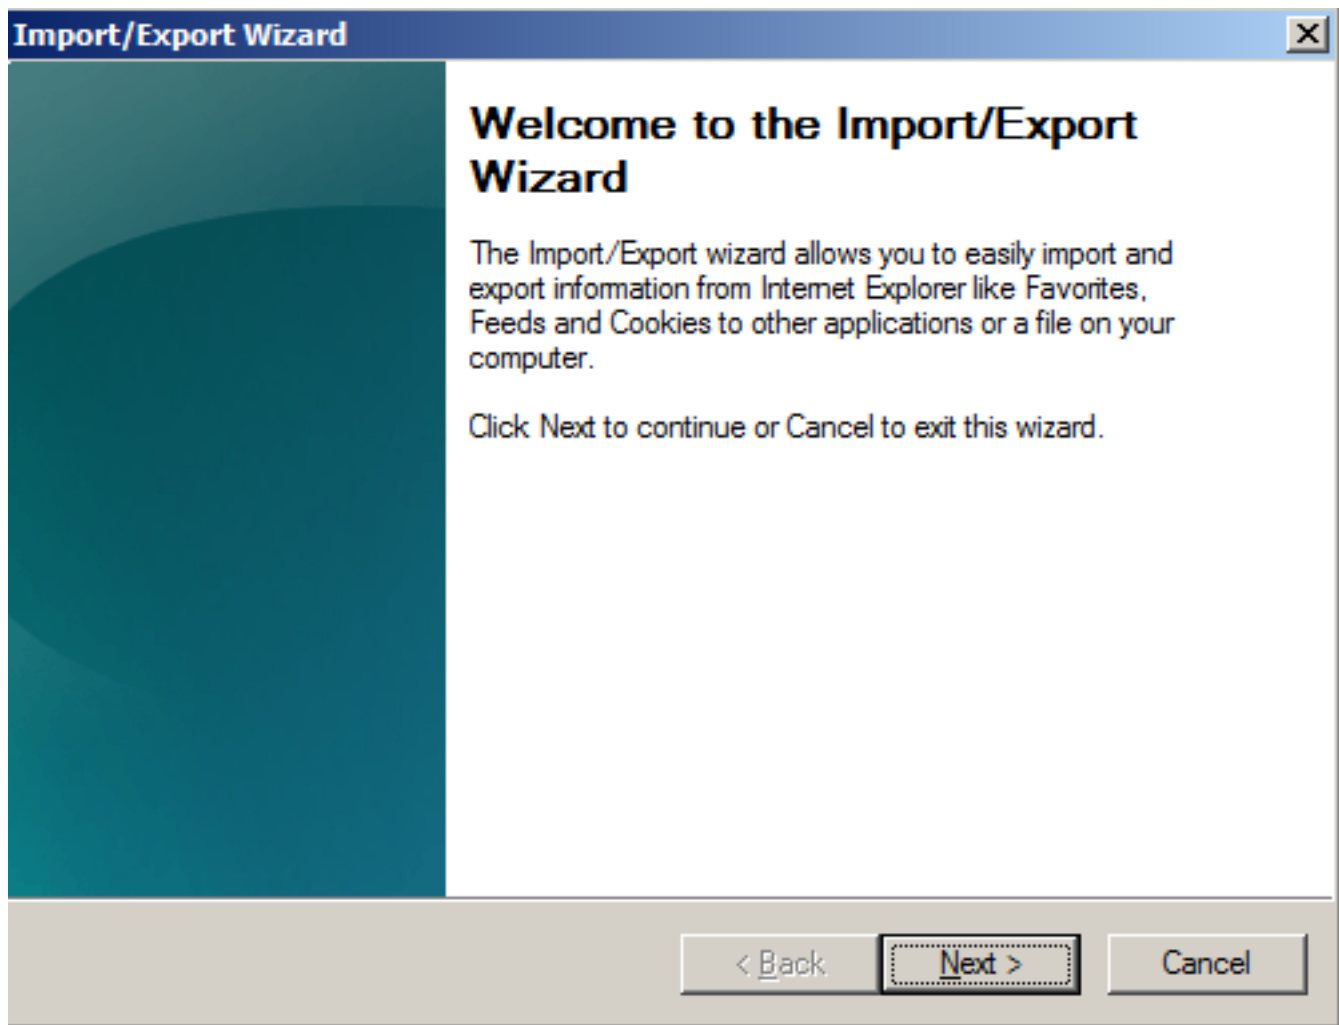 Import/Export Wizard
Welcome to the Import/Export
Wizard
The Import/Export wizard allows you to easily import and
export information from Internet Explorer like Favorites,
Feeds and Cookies to other applications or a file on your
computer.
Click Next to continue or Cancel to exit this wizard.
< Back
Next >
Cancel